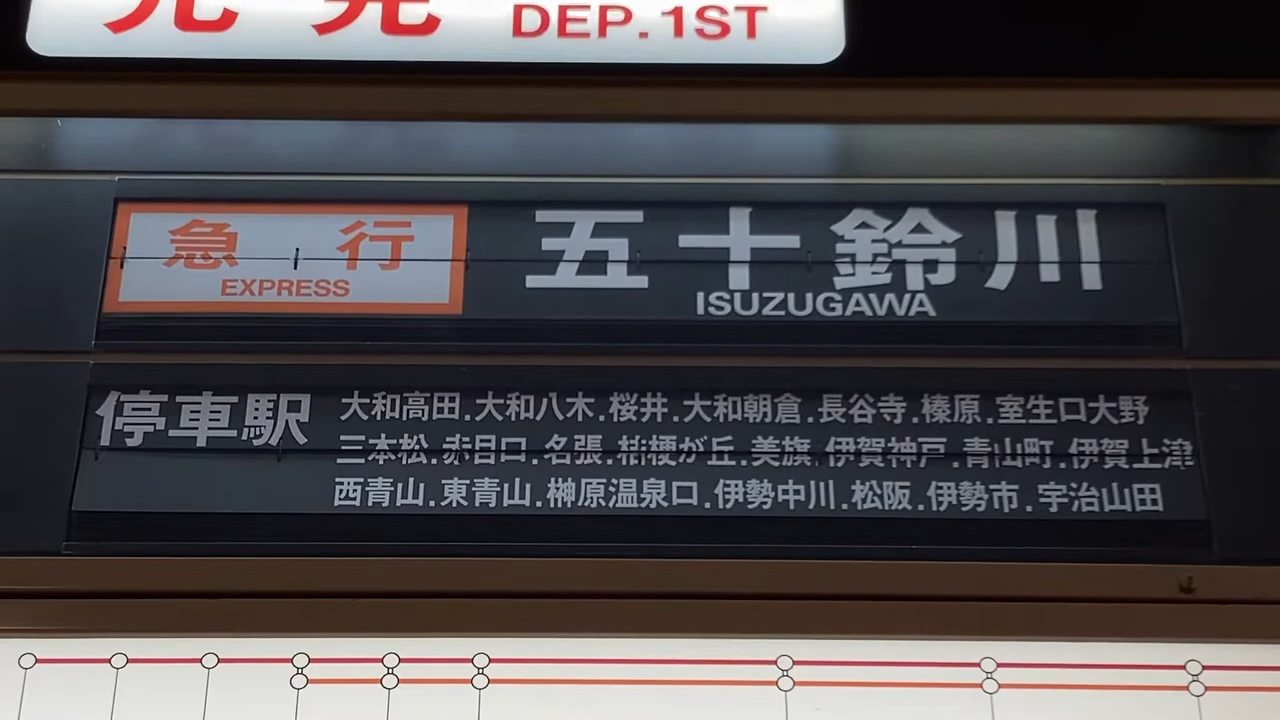 先発
DEP.1ST
急行
EXPRESS
五十鈴川
ISUZUGAWA
停車駅
大和高田.大和八木.桜井.大和朝倉.長谷寺.榛原.室生口大野
三本松.赤目口.名張.桔梗が丘.美旗.伊賀神戸.青山町.伊賀上津
西青山.東青山.榊原温泉口.伊勢中川.松阪.伊勢市.宇治山田